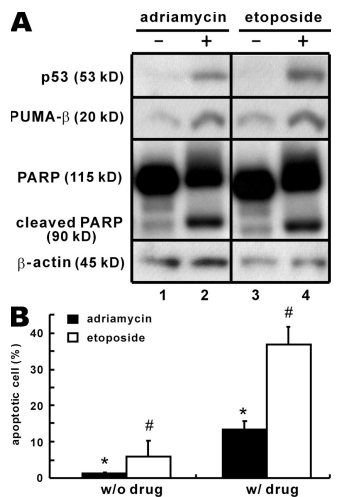 A
adriamycin etoposide
– + – +
p53 (53 kD)
PUMA-β (20 kD)
PARP (115 kD)
cleaved PARP
(90 kD)
β-actin (45 kD)
1 2 3 4
B
adriamycin
etoposide
apoptotic cell (%)
40
30
20
10
0
* # * #
w/o drug w/ drug